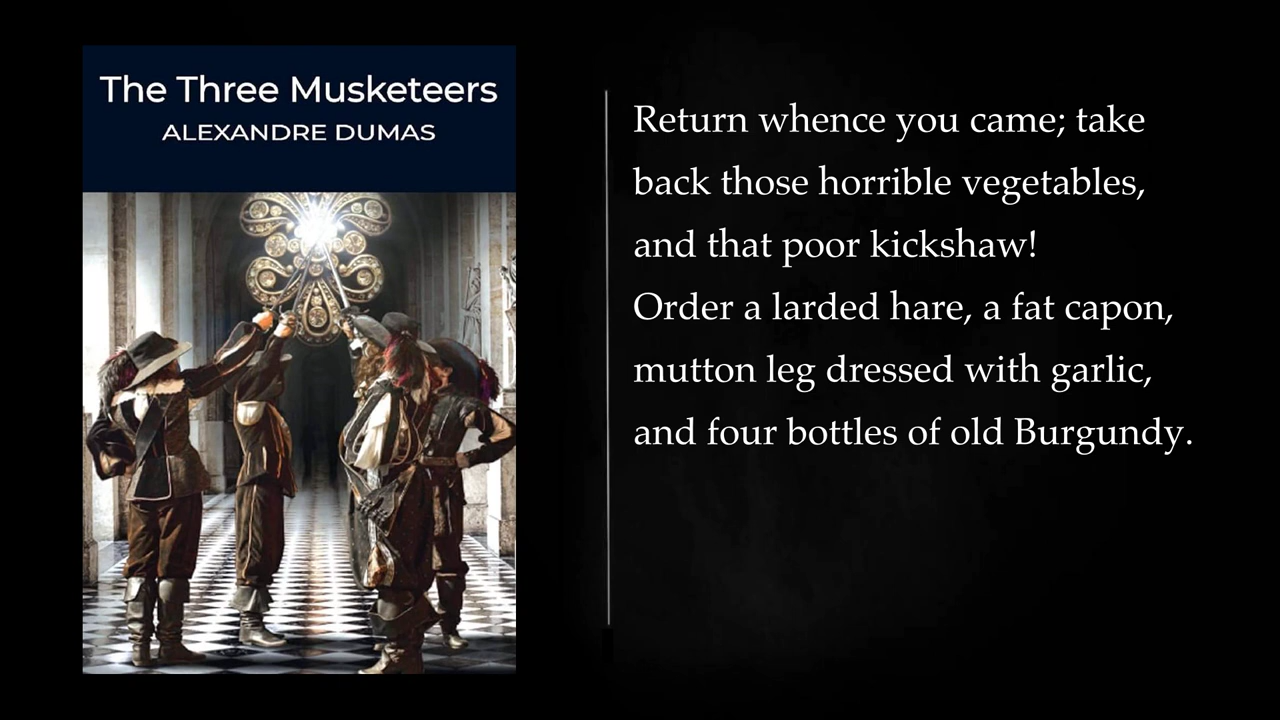 The Three Musketeers
ALEXANDRE DUMAS
Return whence you came; take
back those horrible vegetables,
and that poor kickshaw!
Order a larded hare, a fat capon,
mutton leg dressed with garlic,
and four bottles of old Burgundy.